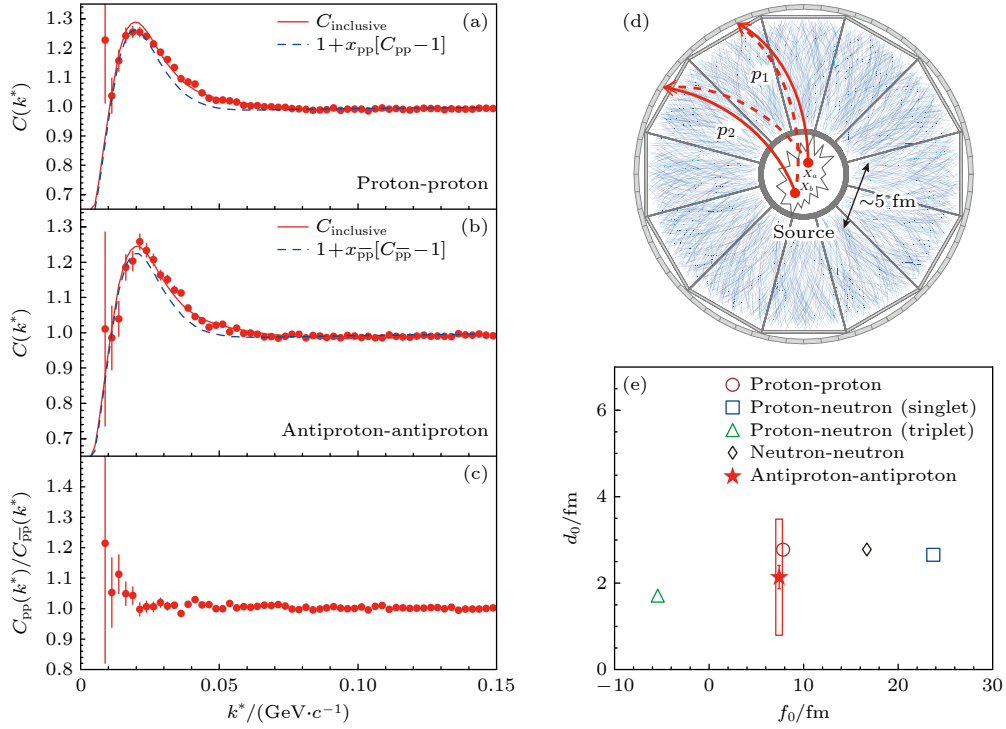 (a)
C_inclusive
1+x_pp[C_pp−1]
1.3
1.2
1.1
1.0
0.9
0.8
0.7
C(k*)
Proton-proton
(b)
C_inclusive
1+x_p̅p̅[C_p̅p̅−1]
1.3
1.2
1.1
1.0
0.9
0.8
0.7
C(k*)
Antiproton-antiproton
(c)
1.4
1.3
1.2
1.1
1.0
0.9
0.8
C_pp(k*)/C_p̅p̅(k*)
0 0.05 0.10 0.15
k*/(GeV·c⁻¹)
(d)
p₁
p₂
X_a
X_b
~5 fm
Source
(e)
Proton-proton
Proton-neutron (singlet)
Proton-neutron (triplet)
Neutron-neutron
Antiproton-antiproton
6
4
2
0
d₀/fm
−10 0 10 20 30
f₀/fm